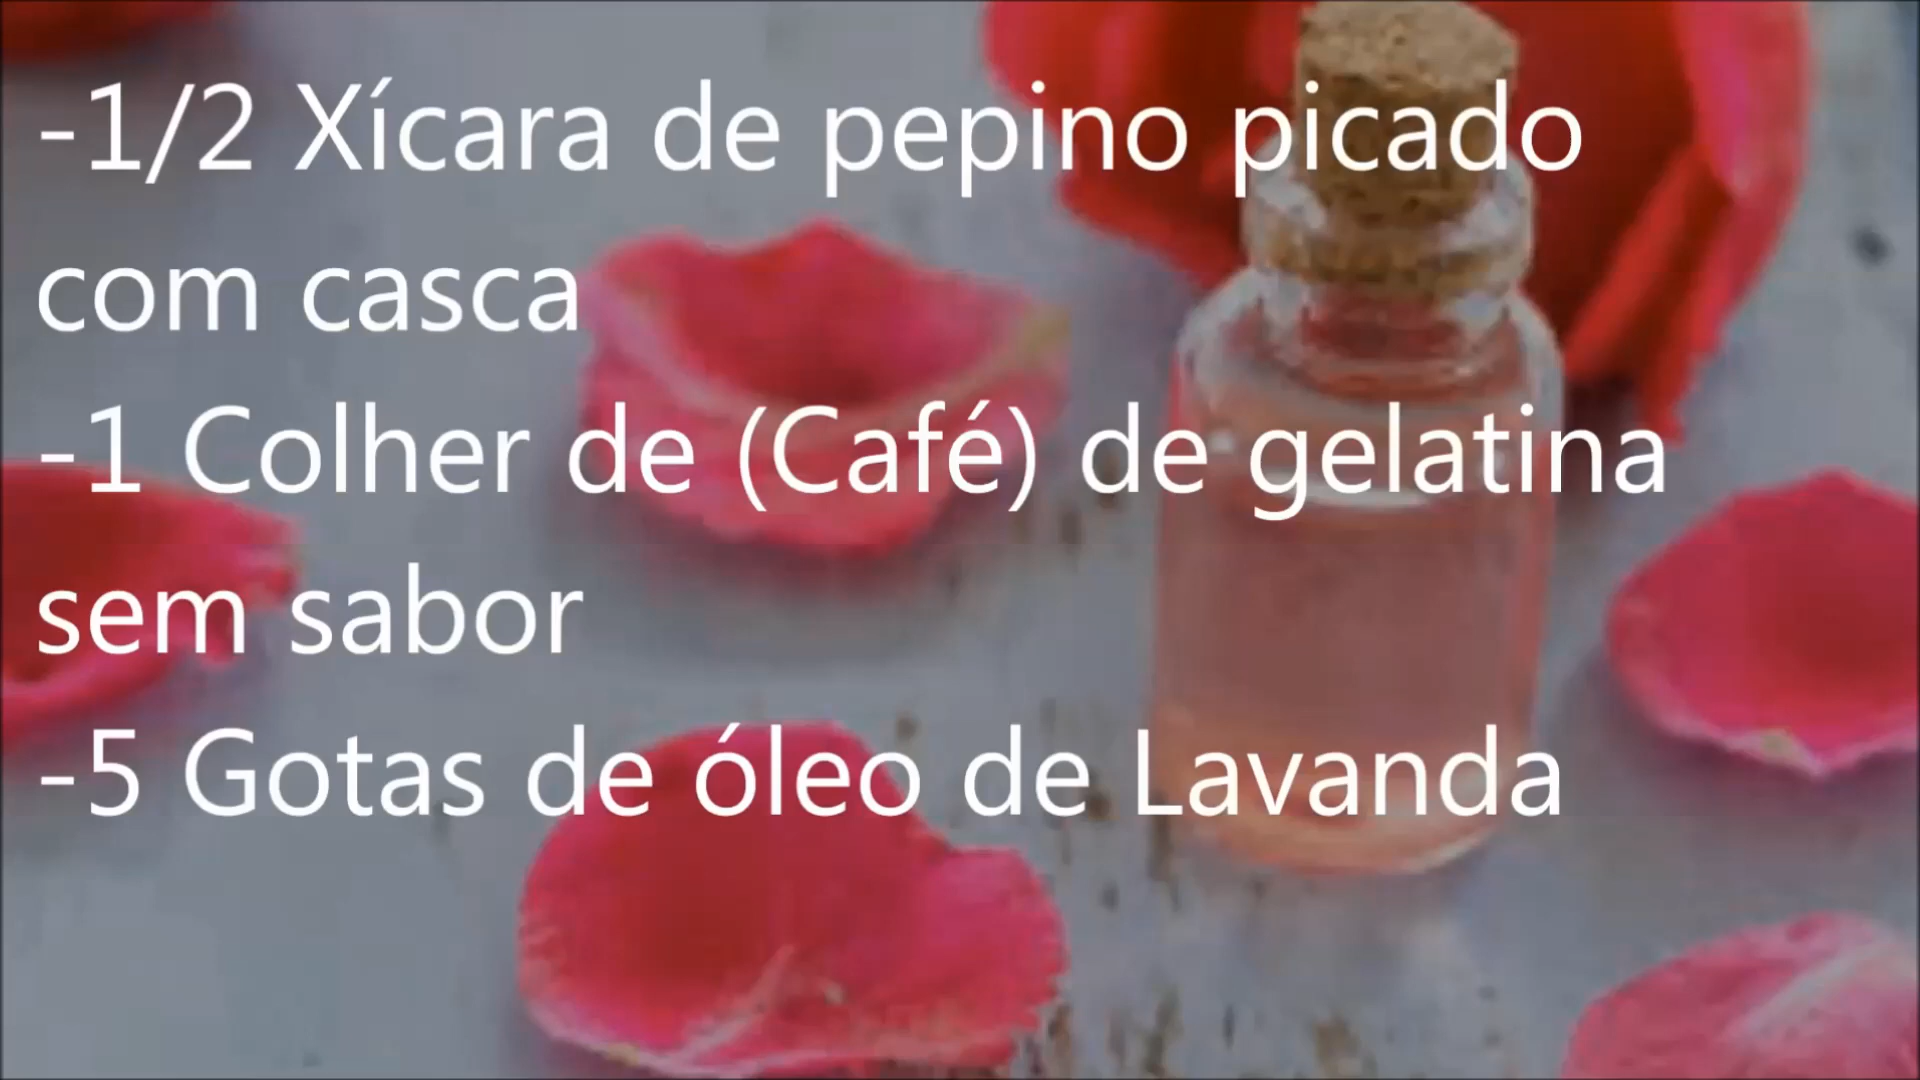 -1/2 Xícara de pepino picado
com casca
-1 Colher de (Café) de gelatina
sem sabor
-5 Gotas de óleo de Lavanda